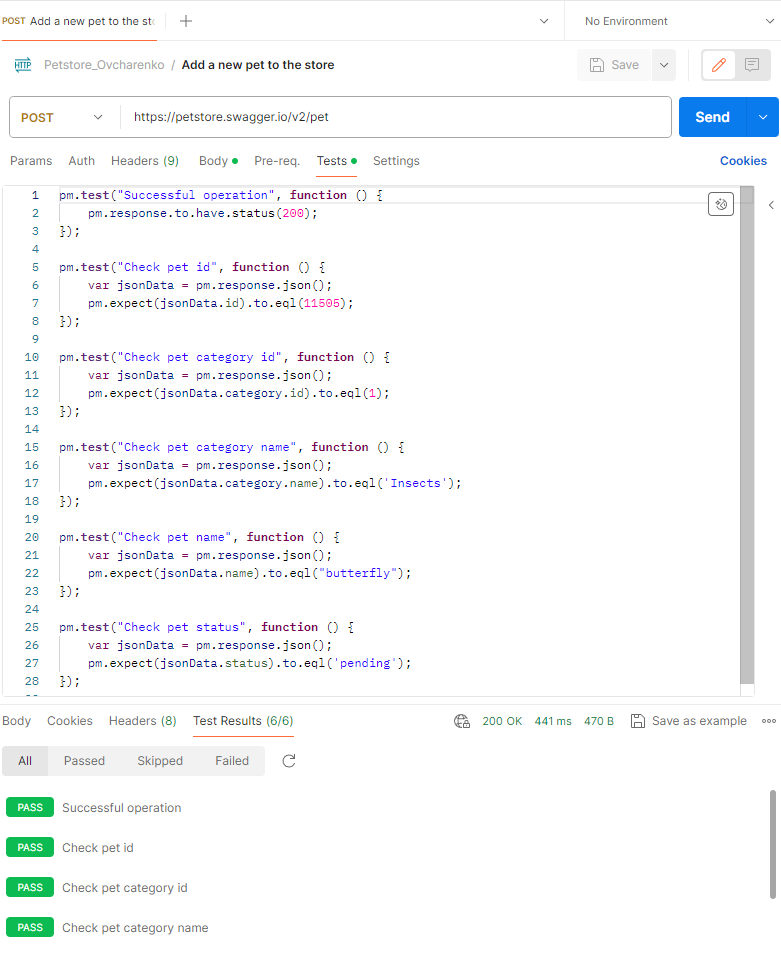 POST Add a new pet to the sto
No Environment
HTTP Petstore_Ovcharenko / Add a new pet to the store
Save
POST https://petstore.swagger.io/v2/pet
Send
Params Auth Headers (9) Body Pre-req. Tests Settings Cookies
1 pm.test("Successful operation", function () {
2 pm.response.to.have.status(200);
3 });
4
5 pm.test("Check pet id", function () {
6 var jsonData = pm.response.json();
7 pm.expect(jsonData.id).to.eql(11505);
8 });
9
10 pm.test("Check pet category id", function () {
11 var jsonData = pm.response.json();
12 pm.expect(jsonData.category.id).to.eql(1);
13 });
14
15 pm.test("Check pet category name", function () {
16 var jsonData = pm.response.json();
17 pm.expect(jsonData.category.name).to.eql('Insects');
18 });
19
20 pm.test("Check pet name", function () {
21 var jsonData = pm.response.json();
22 pm.expect(jsonData.name).to.eql("butterfly");
23 });
24
25 pm.test("Check pet status", function () {
26 var jsonData = pm.response.json();
27 pm.expect(jsonData.status).to.eql('pending');
28 });
Body Cookies Headers (8) Test Results (6/6) 200 OK 441 ms 470 B Save as example
All Passed Skipped Failed
PASS Successful operation
PASS Check pet id
PASS Check pet category id
PASS Check pet category name